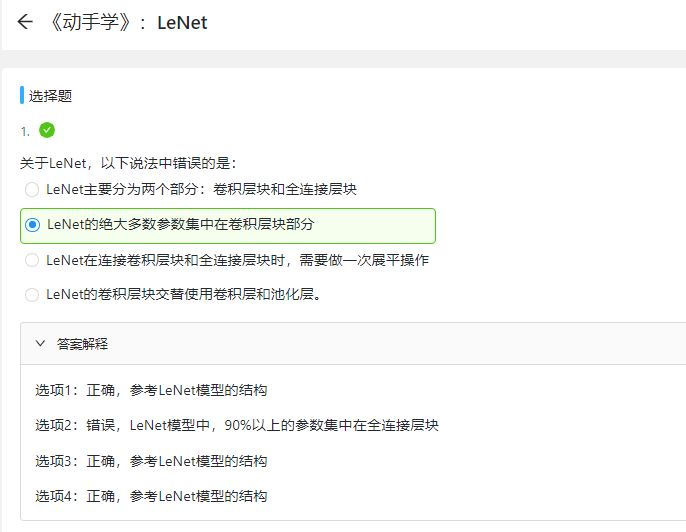 《动手学》：LeNet
选择题
1.
关于LeNet，以下说法中错误的是：
LeNet主要分为两个部分：卷积层块和全连接层块
LeNet的绝大多数参数集中在卷积层块部分
LeNet在连接卷积层块和全连接层块时，需要做一次展平操作
LeNet的卷积层块交替使用卷积层和池化层。
答案解释
选项1：正确，参考LeNet模型的结构
选项2：错误，LeNet模型中，90%以上的参数集中在全连接层块
选项3：正确，参考LeNet模型的结构
选项4：正确，参考LeNet模型的结构